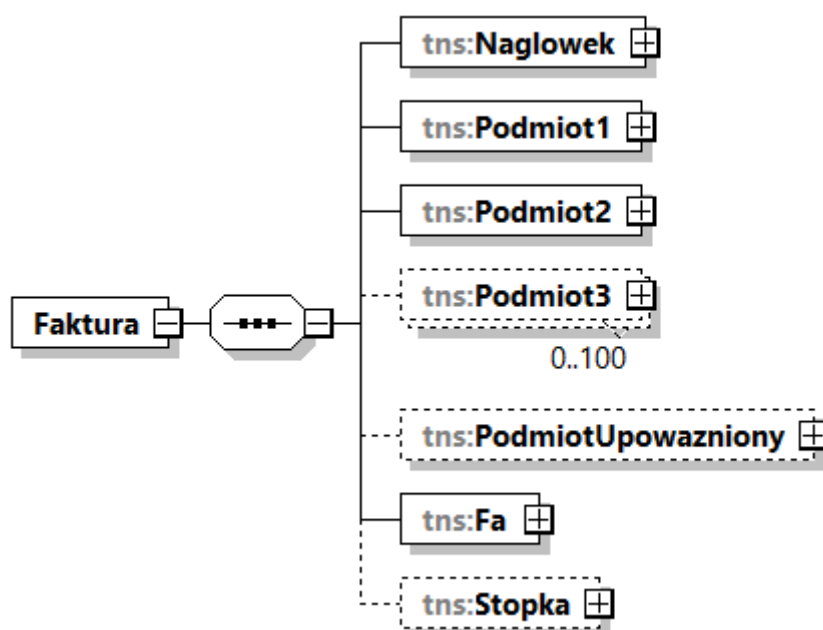 tns:Naglowek
tns:Podmiot1
tns:Podmiot2
tns:Podmiot3
Faktura
0..100
tns:PodmiotUpowazniony
tns:Fa
tns:Stopka